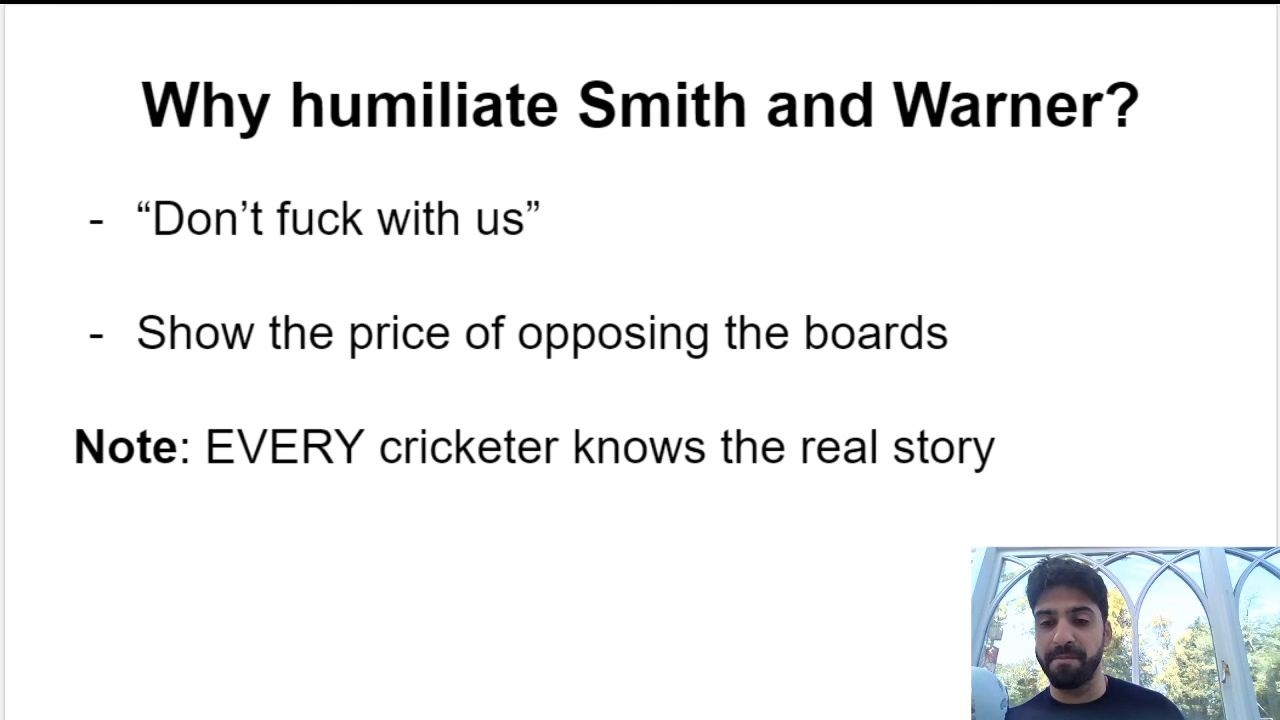 Why humiliate Smith and Warner?
- “Don’t fuck with us”
- Show the price of opposing the boards
Note: EVERY cricketer knows the real story